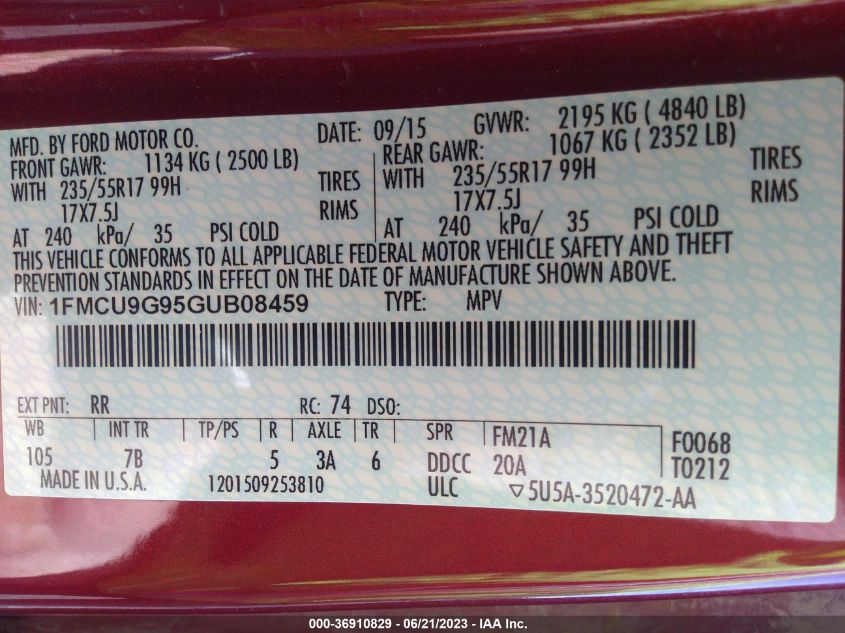 MFD. BY FORD MOTOR CO. DATE: 09/15 GVWR: 2195 KG ( 4840 LB)
FRONT GAWR: 1134 KG ( 2500 LB) REAR GAWR: 1067 KG ( 2352 LB)
WITH 235/55R17 99H TIRES WITH 235/55R17 99H TIRES
17X7.5J RIMS 17X7.5J RIMS
AT 240 kPa/ 35 PSI COLD AT 240 kPa/ 35 PSI COLD
THIS VEHICLE CONFORMS TO ALL APPLICABLE FEDERAL MOTOR VEHICLE SAFETY AND THEFT
PREVENTION STANDARDS IN EFFECT ON THE DATE OF MANUFACTURE SHOWN ABOVE.
VIN: 1FMCU9G95GUB08459 TYPE: MPV
EXT PNT: RR RC: 74 DSO:
WB INT TR TP/PS R AXLE TR SPR FM21A F0068
105 7B 5 3A 6 DDCC 20A T0212
MADE IN U.S.A. 1201509253810 ULC ▽5U5A-3520472-AA
000-36910829 - 06/21/2023 - IAA Inc.